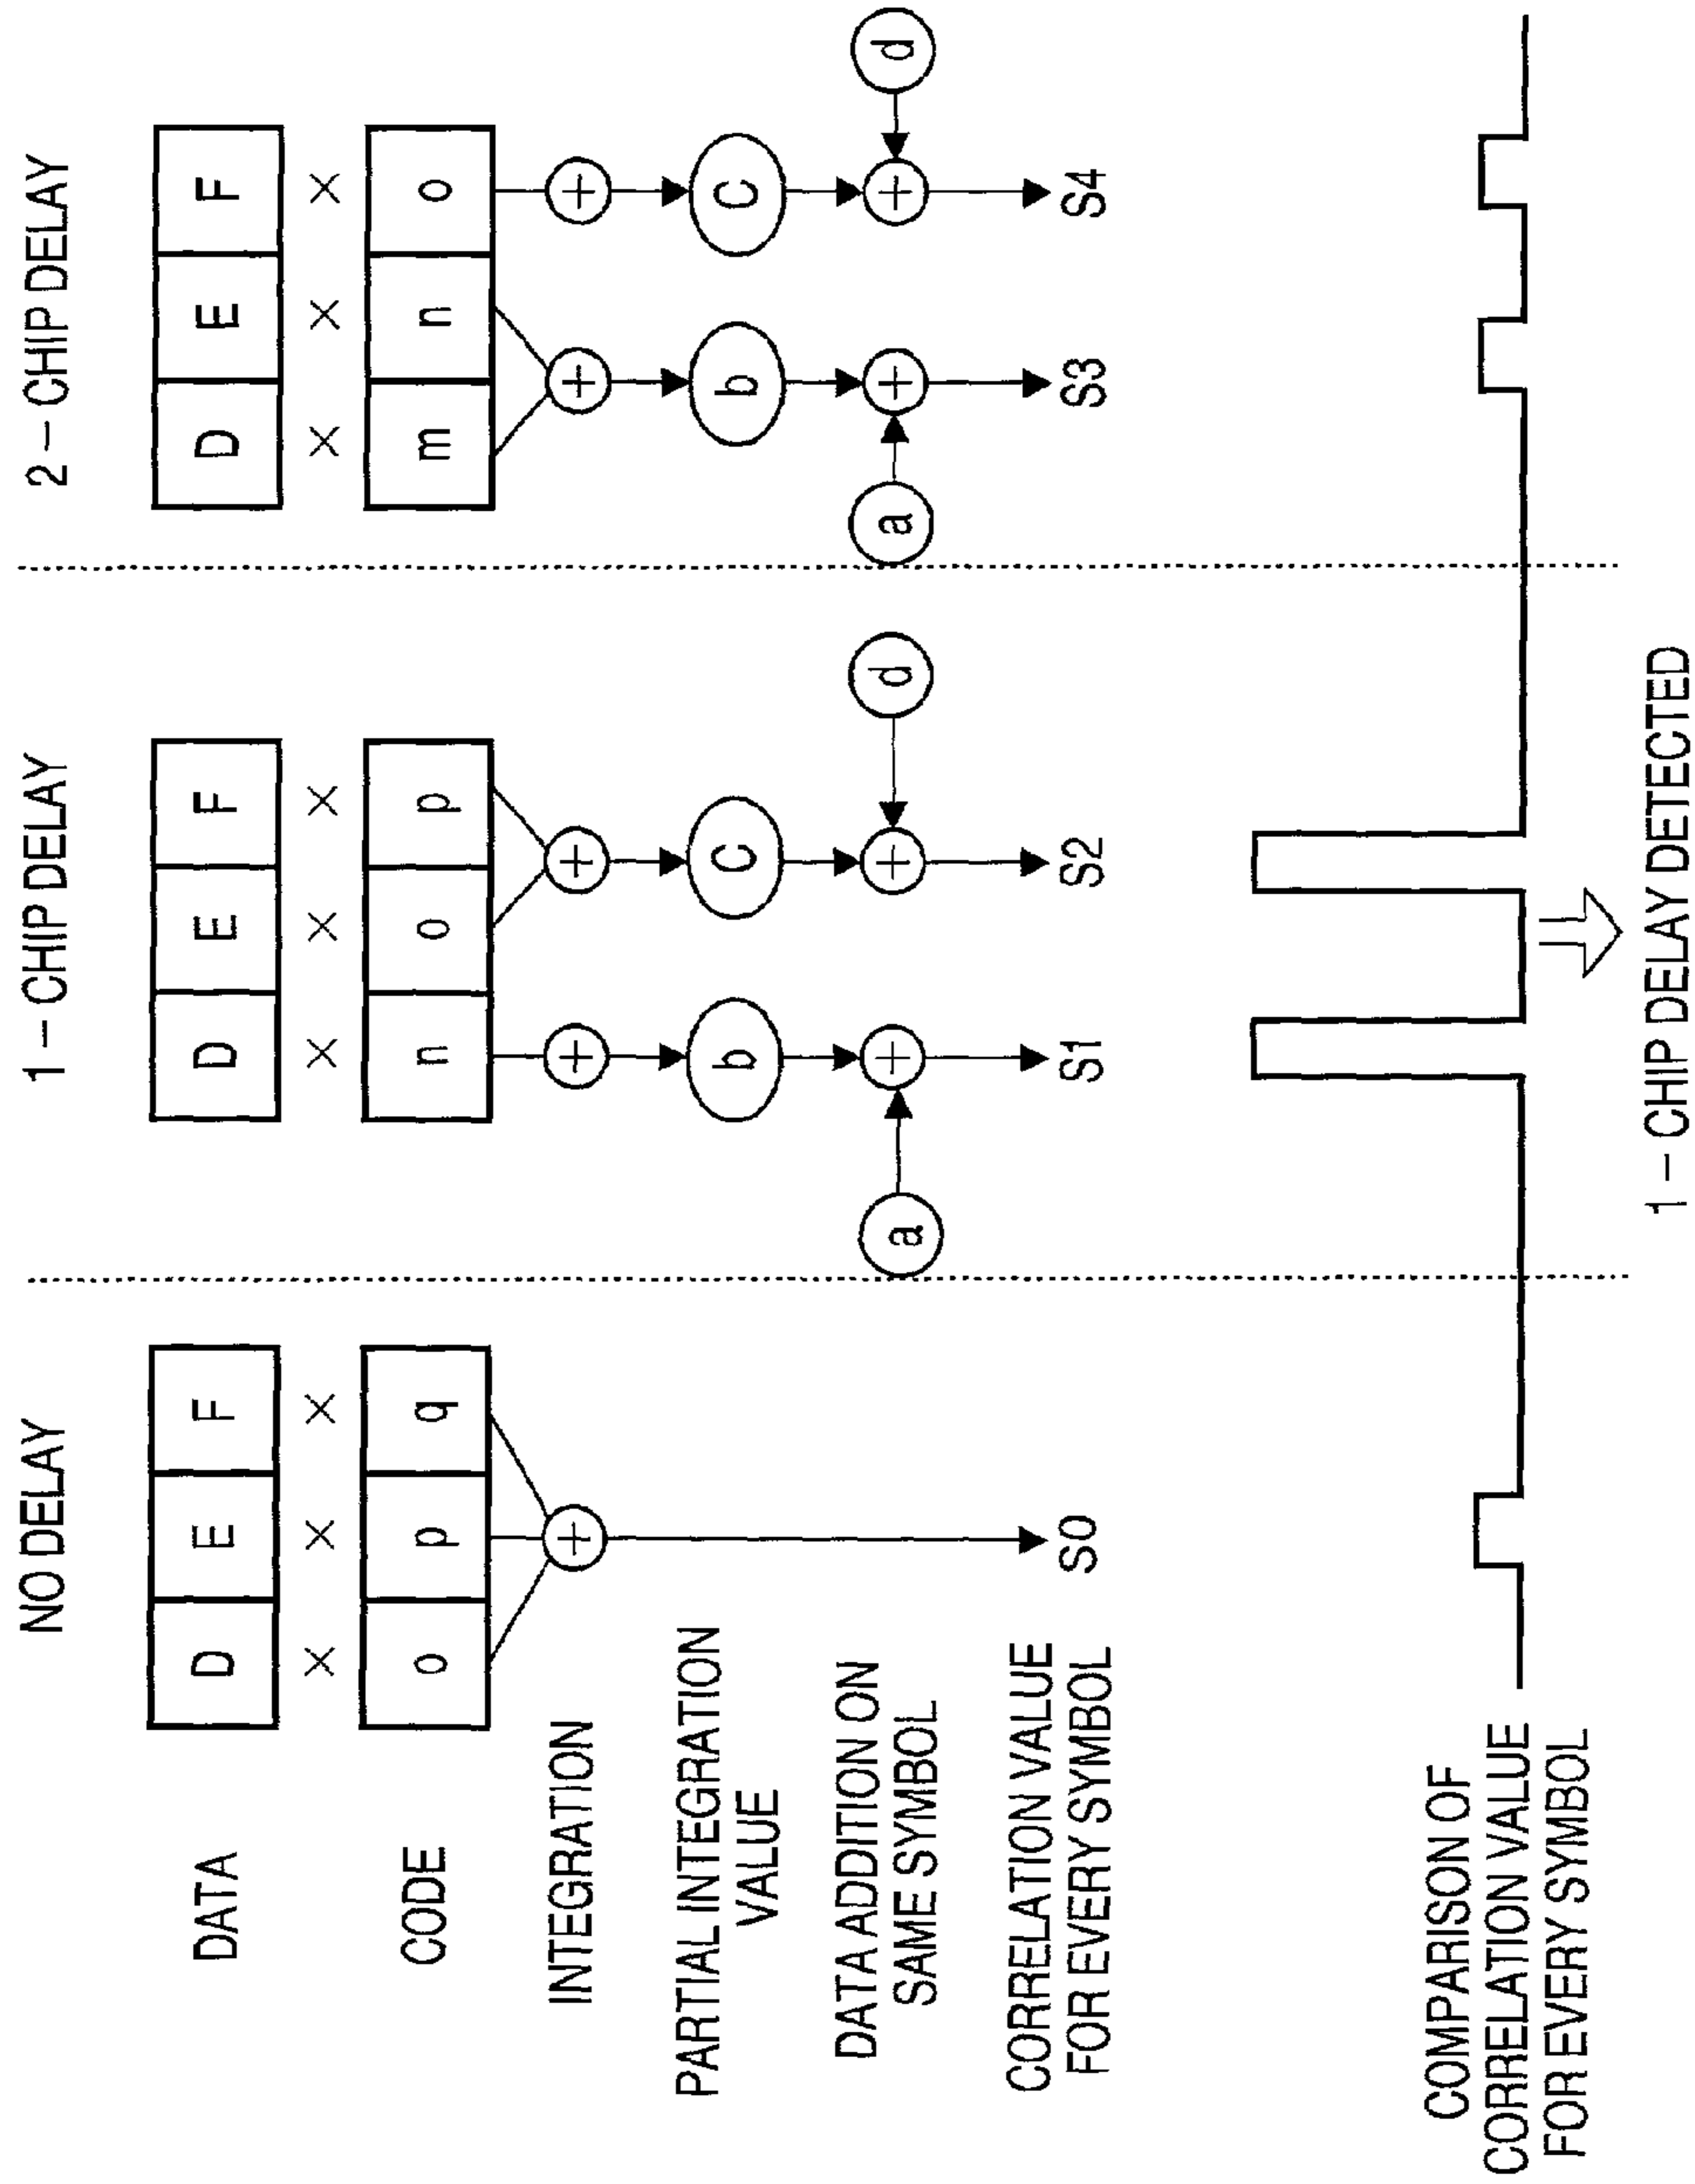 NO DELAY 1 – CHIP DELAY 2 – CHIP DELAY
DATA D E F D E F D E F
× × × × × × × × ×
CODE o p q n o p m n o
INTEGRATION + + + + +
PARTIAL INTEGRATION
VALUE
b C b C
DATA ADDITION ON
SAME SYMBOL
a + + d a + + d
CORRELATION VALUE
FOR EVERY SYMBOL
S0 S1 S2 S3 S4
COMPARISON OF
CORRELATION VALUE
FOR EVERY SYMBOL
1 – CHIP DELAY DETECTED